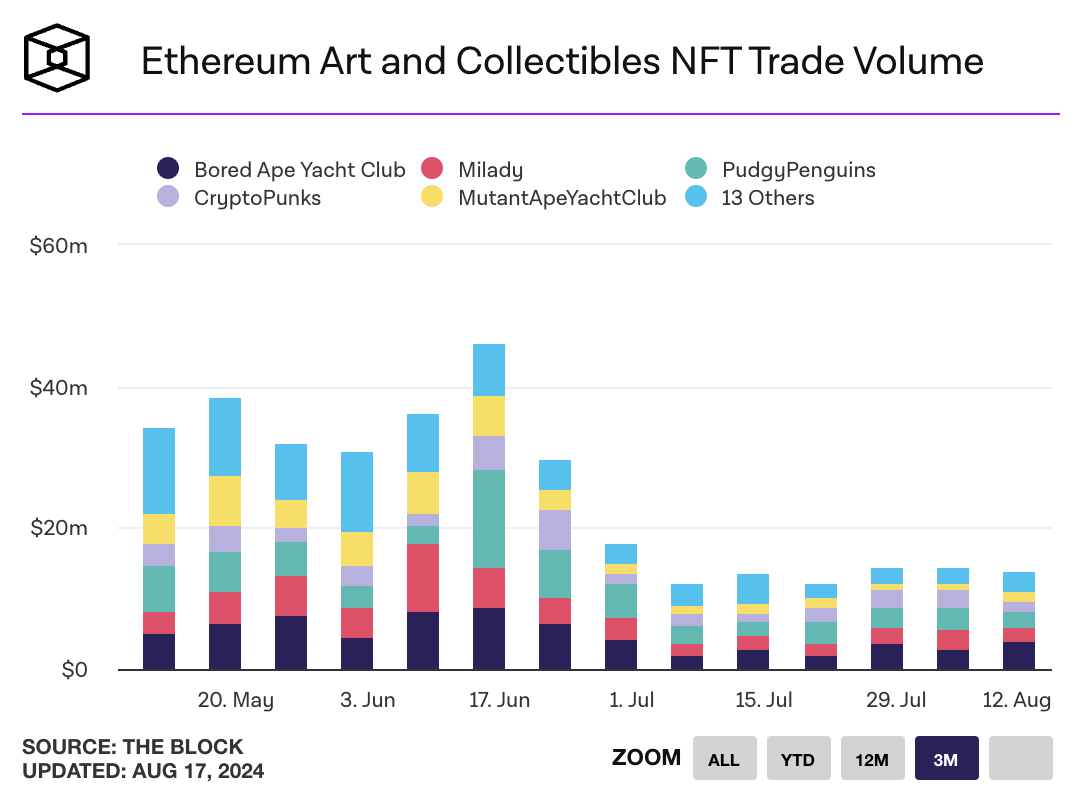 Ethereum Art and Collectibles NFT Trade Volume
Bored Ape Yacht Club Milady PudgyPenguins
CryptoPunks MutantApeYachtClub 13 Others
$60m
$40m
$20m
$0
20. May 3. Jun 17. Jun 1. Jul 15. Jul 29. Jul 12. Aug
SOURCE: THE BLOCK
UPDATED: AUG 17, 2024
ZOOM ALL YTD 12M 3M